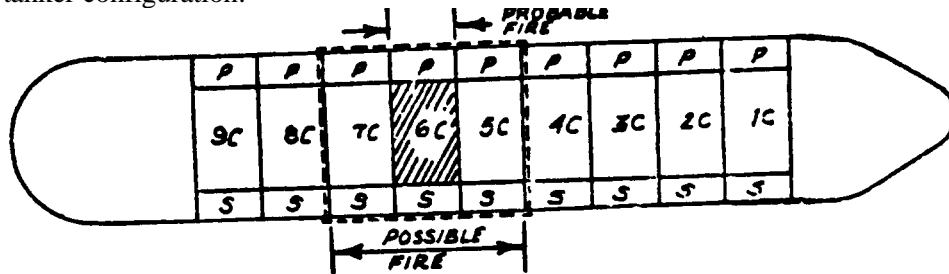 tanker configuration.
PROBABLE
FIRE
P P P P P P P P P
9C 8C 7C 6C 5C 4C 3C 2C 1C
S S S S S S S S S
POSSIBLE
FIRE